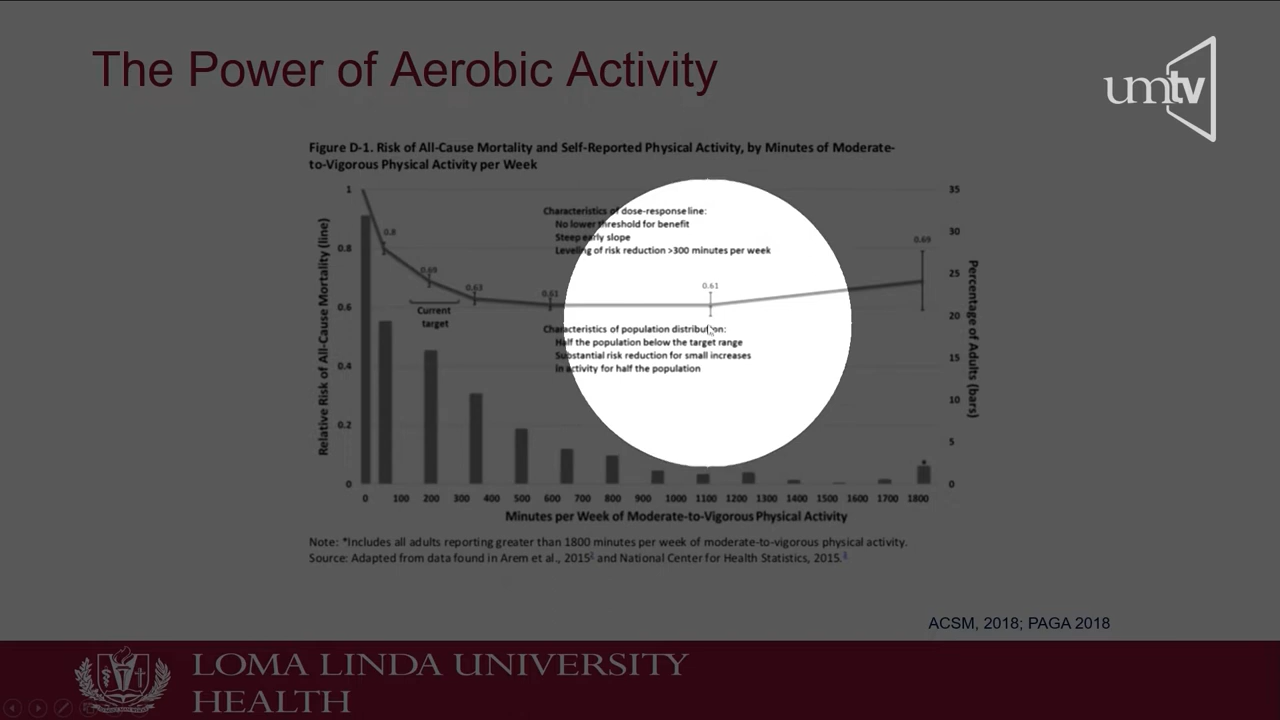 The Power of Aerobic Activity
umtv
Figure D-1. Risk of All-Cause Mortality and Self-Reported Physical Activity, by Minutes of Moderate-
to-Vigorous Physical Activity per Week
Relative Risk of All-Cause Mortality (line)
1
0.8
0.6
0.4
0.2
0
Characteristics of dose-response line:
No lower threshold for benefit
Steep early slope
Leveling of risk reduction >300 minutes per week
0.8
0.69
0.63
0.61
0.61
0.69
Current
target
Characteristics of population distribution:
Half the population below the target range
Substantial risk reduction for small increases
in activity for half the population
35
30
25
20
15
10
5
0
Percentage of Adults (bars)
*
0 100 200 300 400 500 600 700 800 900 1000 1100 1200 1300 1400 1500 1600 1700 1800
Minutes per Week of Moderate-to-Vigorous Physical Activity
Note: *Includes all adults reporting greater than 1800 minutes per week of moderate-to-vigorous physical activity.
Source: Adapted from data found in Arem et al., 2015² and National Center for Health Statistics, 2015.³
ACSM, 2018; PAGA 2018
LOMA LINDA UNIVERSITY
HEALTH